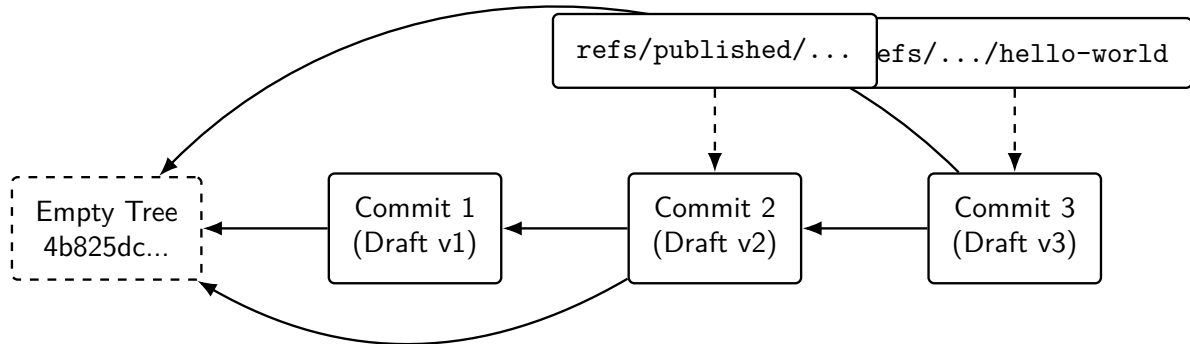 refs/published/...
efs/.../hello-world
Empty Tree
4b825dc...
Commit 1
(Draft v1)
Commit 2
(Draft v2)
Commit 3
(Draft v3)